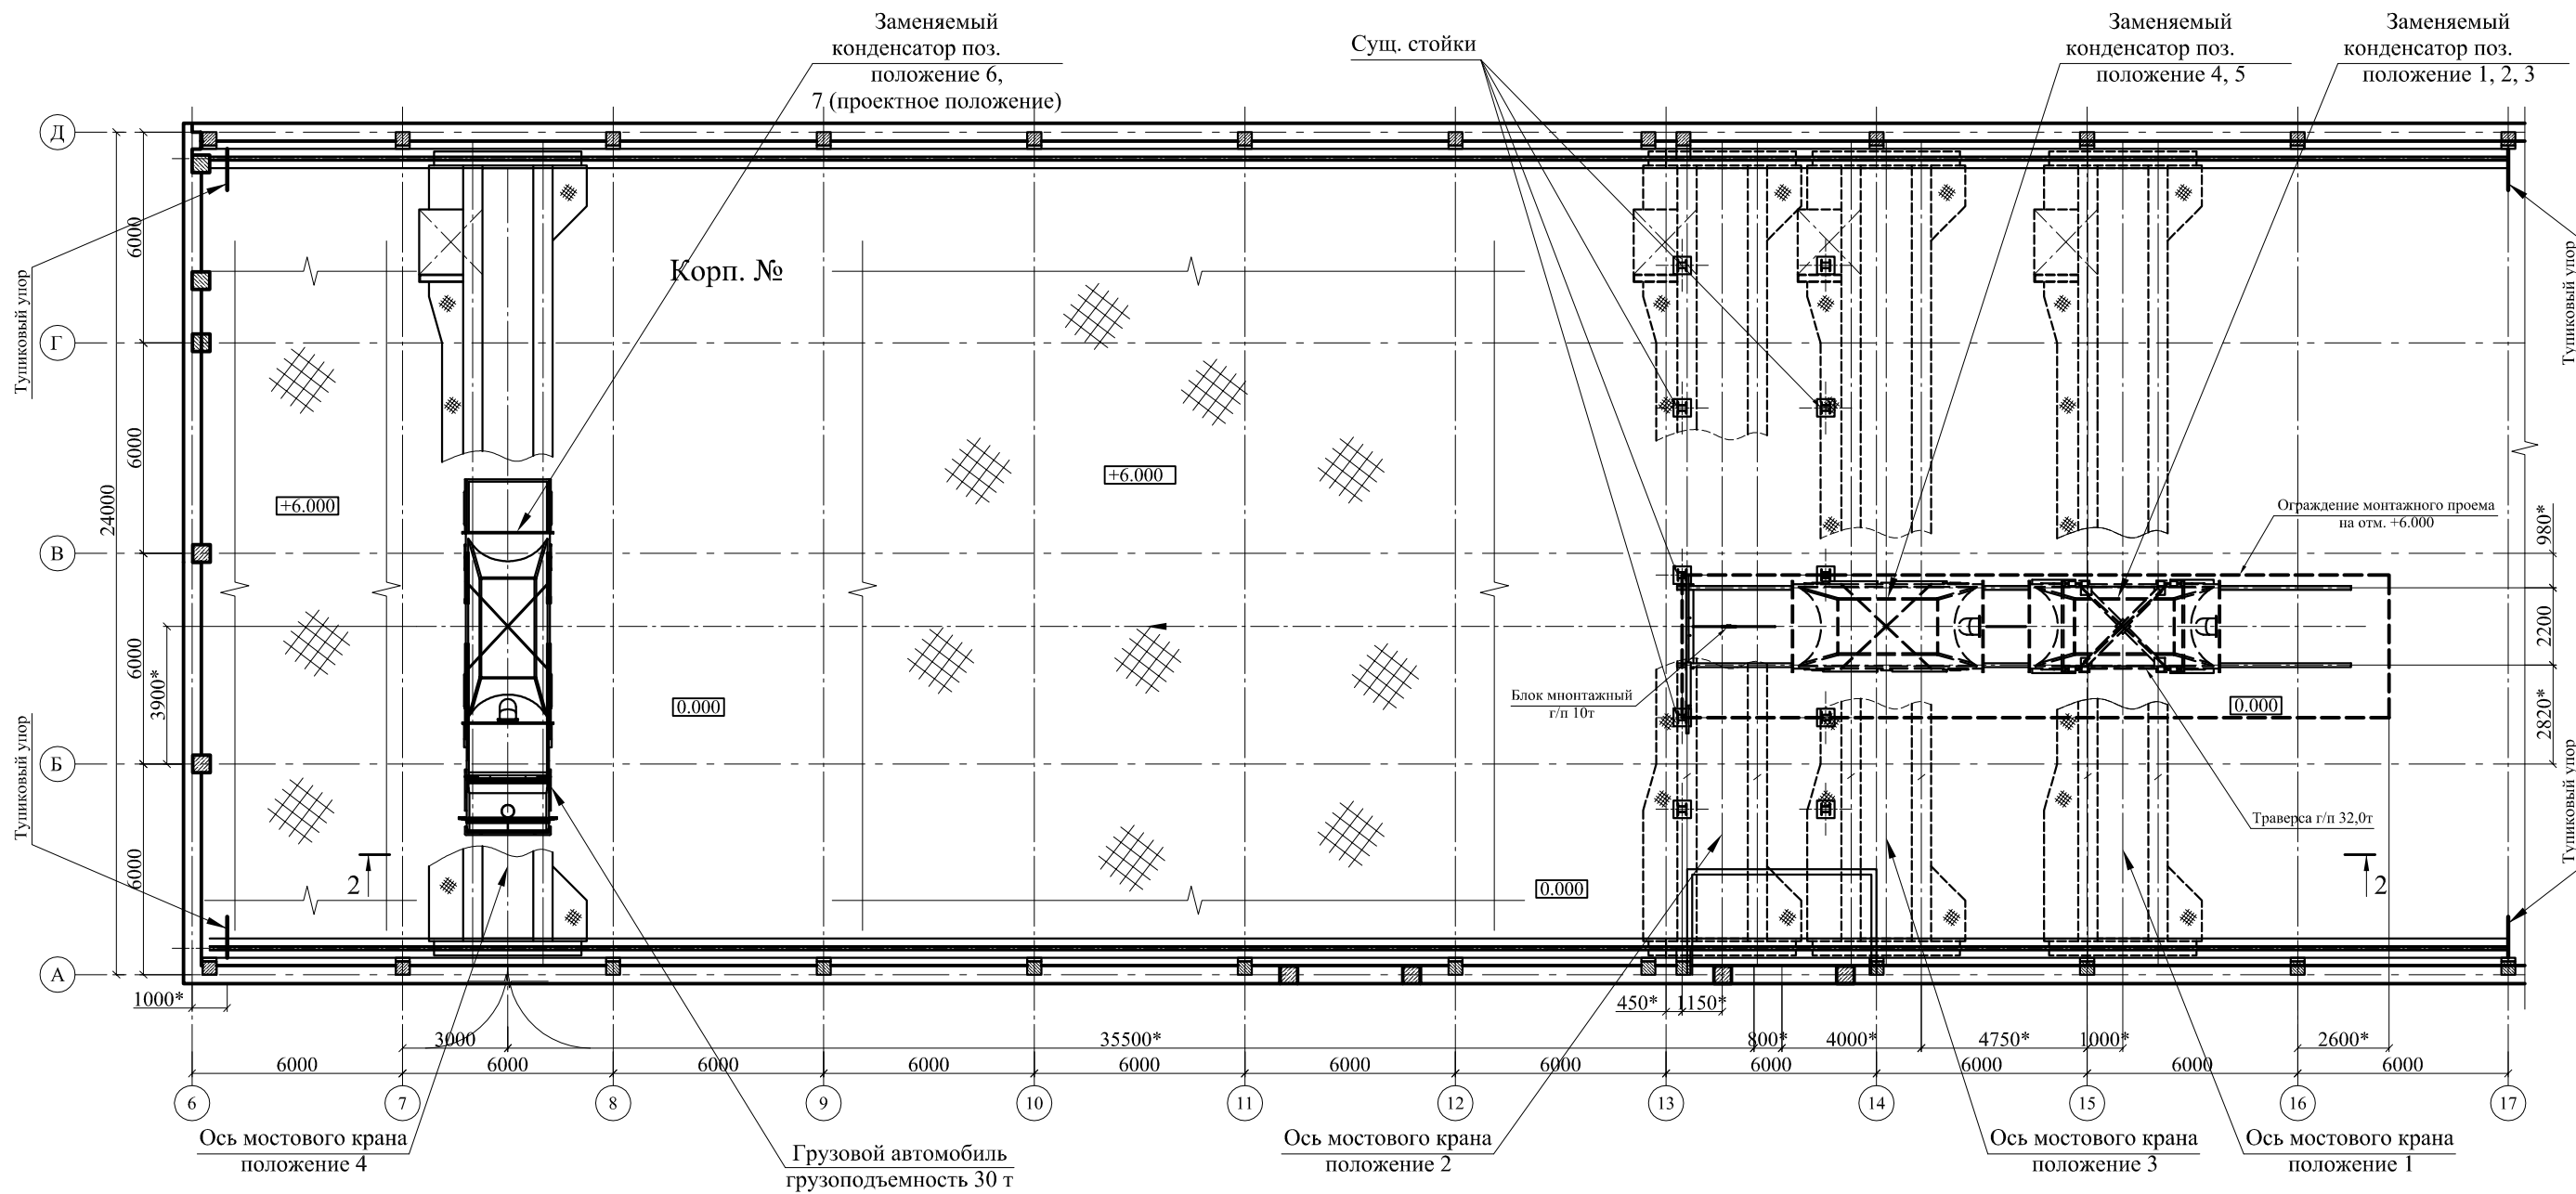 Заменяемый
конденсатор поз.
положение 6,
7 (проектное положение)
Сущ. стойки
Заменяемый
конденсатор поз.
положение 4, 5
Заменяемый
конденсатор поз.
положение 1, 2, 3
Д
Г
В
Б
А
Тупиковый упор
Тупиковый упор
Тупиковый упор
Тупиковый упор
6000
6000
6000
6000
24000
3900*
Корп. №
+6.000
+6.000
0.000
0.000
0.000
Ограждение монтажного проема
на отм. +6.000
980*
2200
2820*
Блок мнонтажный
г/п 10т
Траверса г/п 32,0т
2
2
1000*
450*
1150*
3000
35500*
800*
4000*
4750*
1000*
2600*
6000
6000
6000
6000
6000
6000
6000
6000
6000
6000
6000
6
7
8
9
10
11
12
13
14
15
16
17
Ось мостового крана
положение 4
Грузовой автомобиль
грузоподъемность 30 т
Ось мостового крана
положение 2
Ось мостового крана
положение 3
Ось мостового крана
положение 1